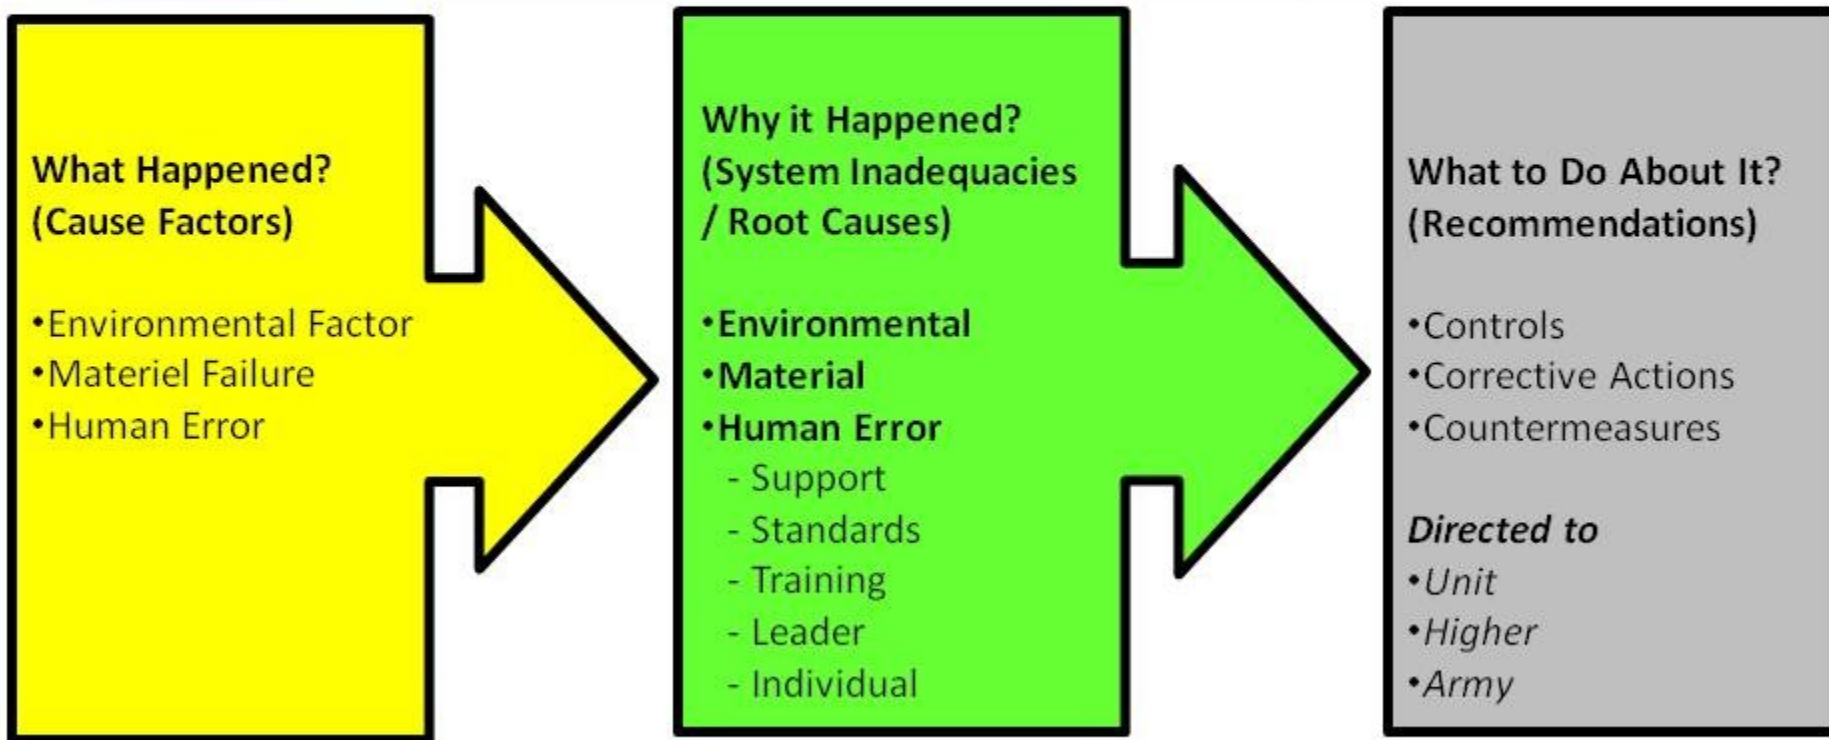 What Happened?
(Cause Factors)
•Environmental Factor
•Materiel Failure
•Human Error
Why it Happened?
(System Inadequacies
/ Root Causes)
•Environmental
•Material
•Human Error
- Support
- Standards
- Training
- Leader
- Individual
What to Do About It?
(Recommendations)
•Controls
•Corrective Actions
•Countermeasures
Directed to
•Unit
•Higher
•Army